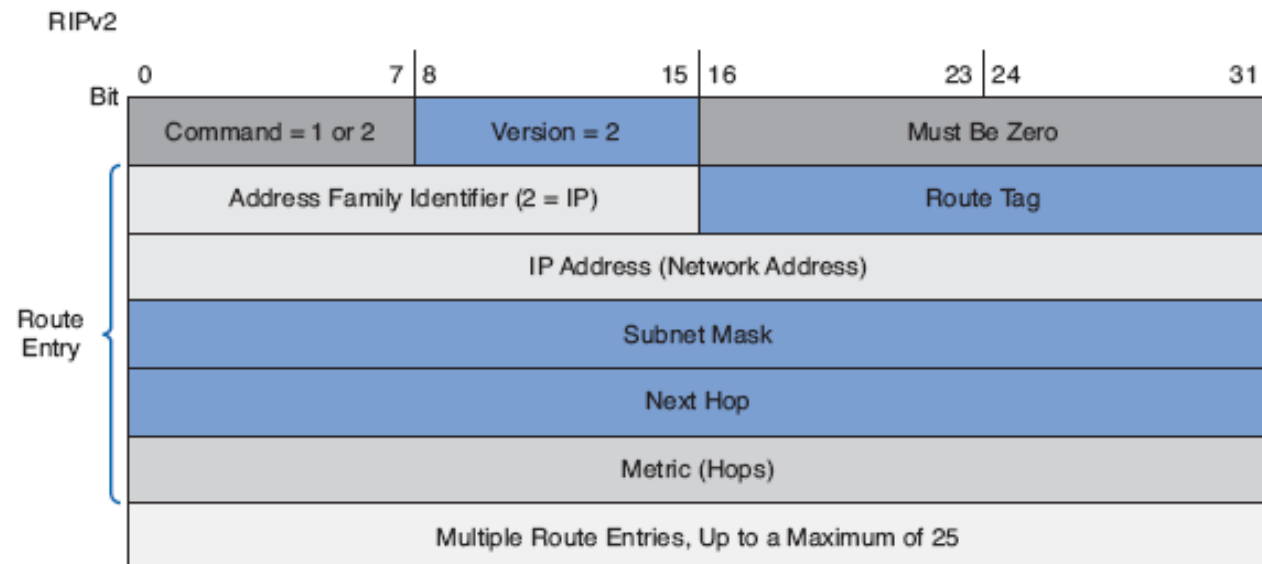 RIPv2
0 7 8 15 16 23 24 31
Bit
Command = 1 or 2 Version = 2 Must Be Zero
Address Family Identifier (2 = IP) Route Tag
IP Address (Network Address)
Route
Entry
Subnet Mask
Next Hop
Metric (Hops)
Multiple Route Entries, Up to a Maximum of 25